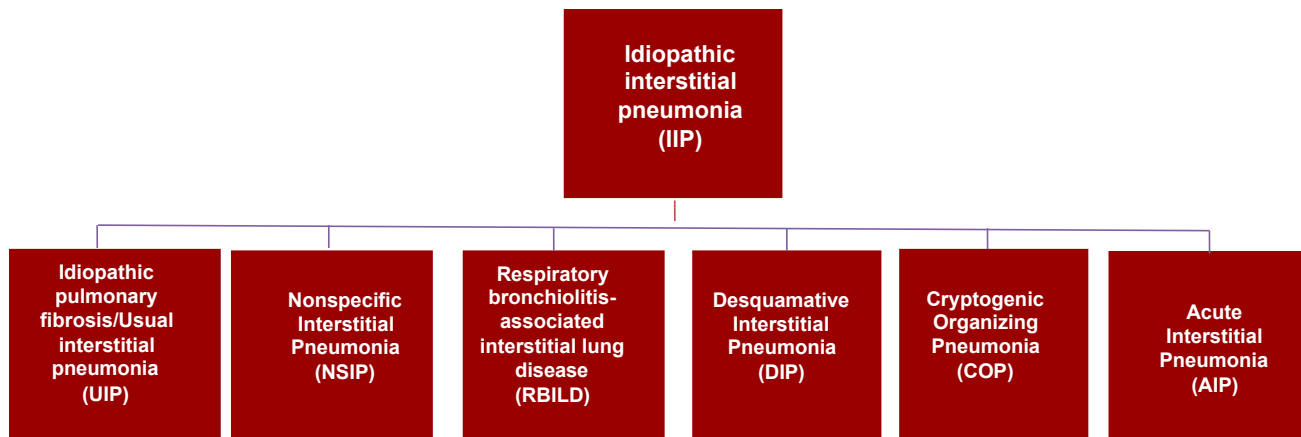 Idiopathic
interstitial
pneumonia
(IIP)
Idiopathic
pulmonary
fibrosis/Usual
interstitial
pneumonia
(UIP)
Nonspecific
Interstitial
Pneumonia
(NSIP)
Respiratory
bronchiolitis-
associated
interstitial lung
disease
(RBILD)
Desquamative
Interstitial
Pneumonia
(DIP)
Cryptogenic
Organizing
Pneumonia
(COP)
Acute
Interstitial
Pneumonia
(AIP)